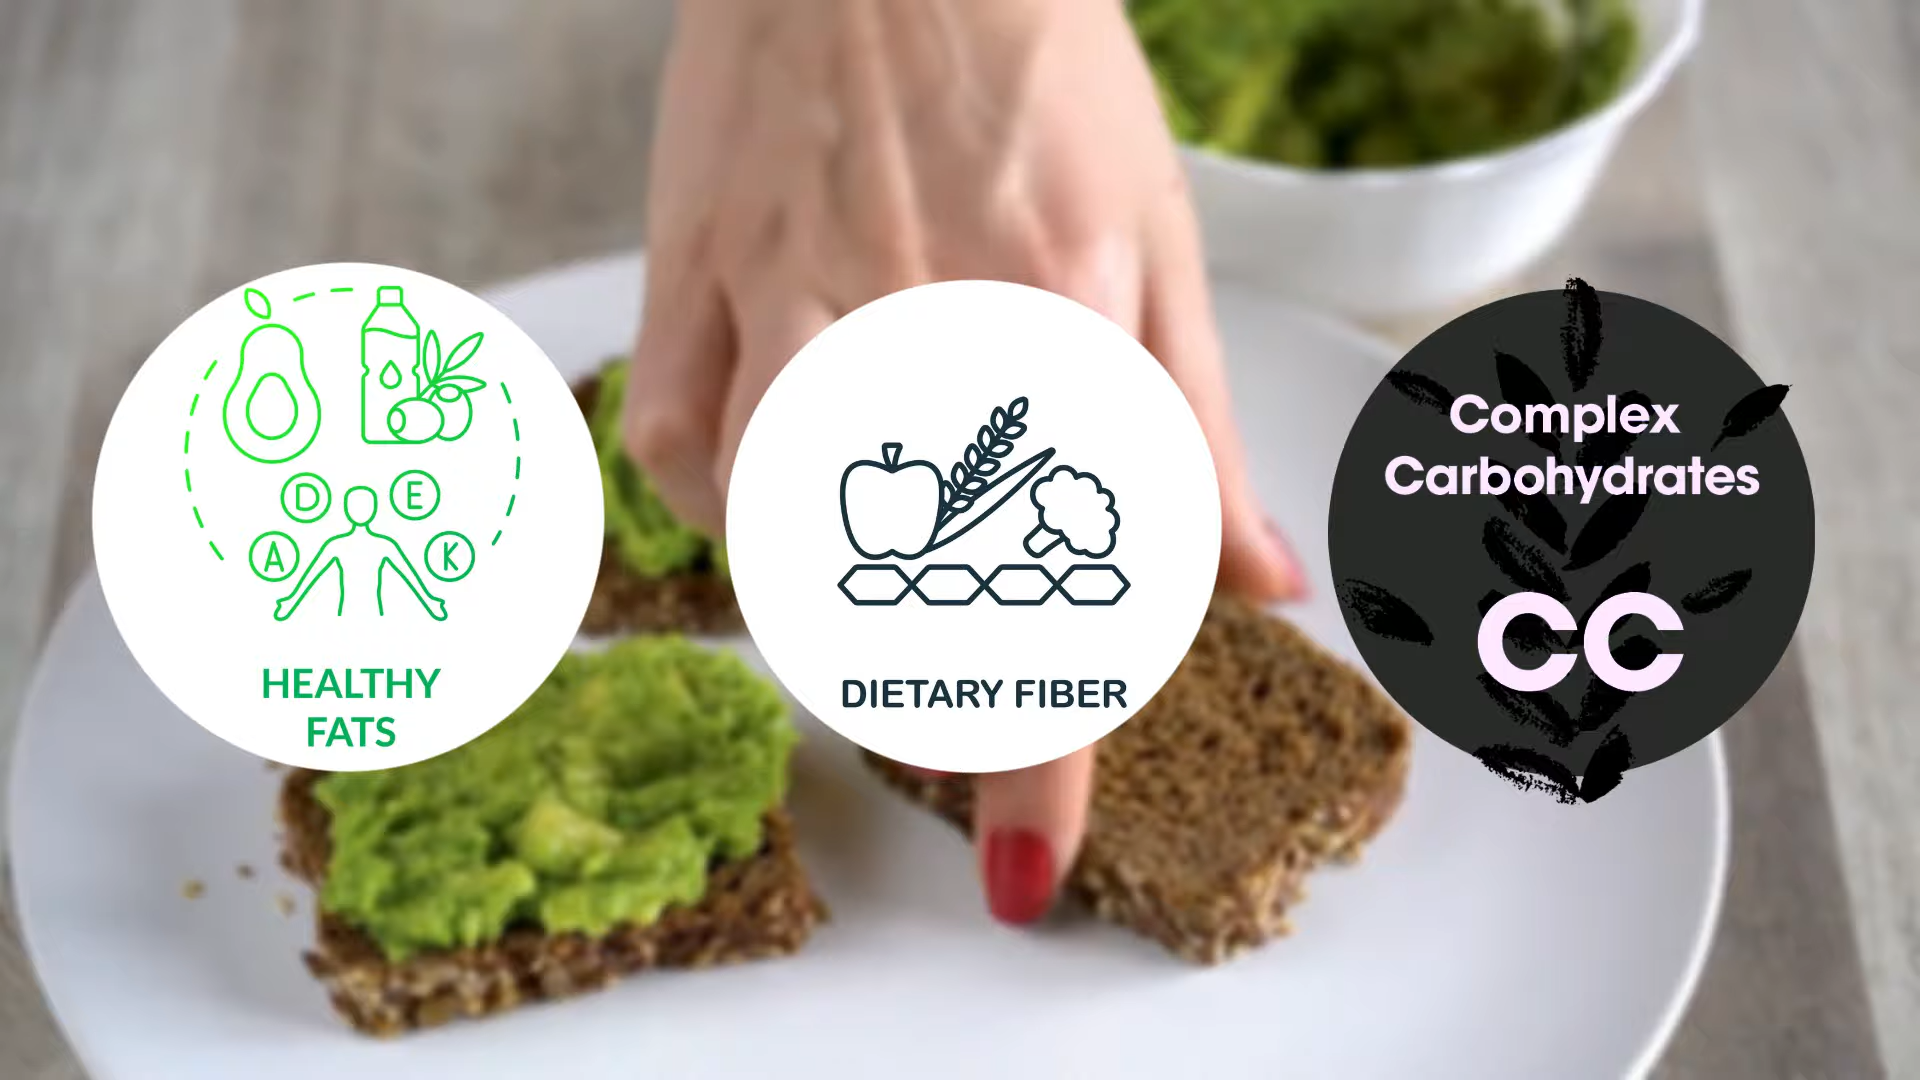 D
E
A
K
HEALTHY
FATS
DIETARY FIBER
Complex
Carbohydrates
CC